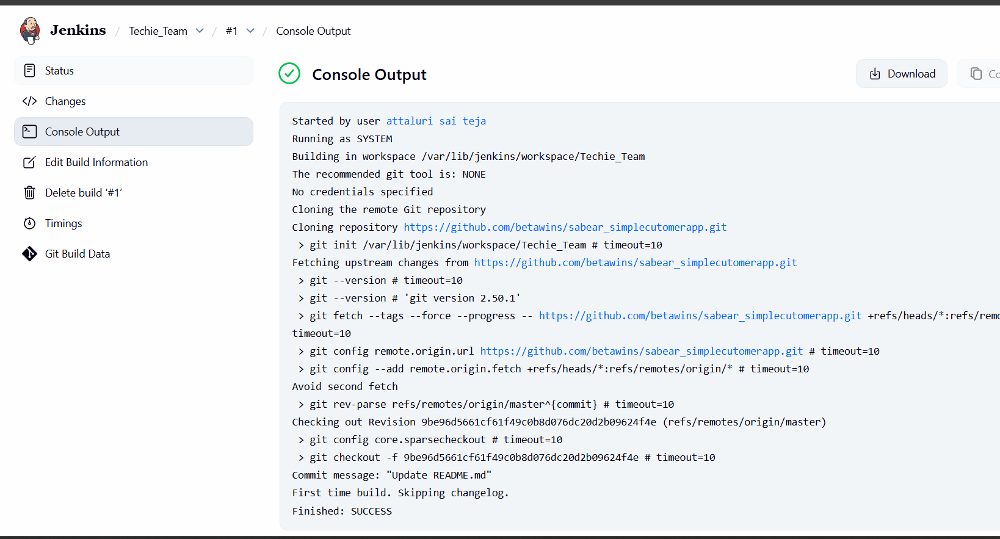 Jenkins / Techie_Team / #1 / Console Output
Status
Changes
Console Output
Edit Build Information
Delete build ‘#1’
Timings
Git Build Data
Console Output
Download
Co
Started by user attaluri sai teja
Running as SYSTEM
Building in workspace /var/lib/jenkins/workspace/Techie_Team
The recommended git tool is: NONE
No credentials specified
Cloning the remote Git repository
Cloning repository https://github.com/betawins/sabear_simplecutomerapp.git
> git init /var/lib/jenkins/workspace/Techie_Team # timeout=10
Fetching upstream changes from https://github.com/betawins/sabear_simplecutomerapp.git
> git --version # timeout=10
> git --version # 'git version 2.50.1'
> git fetch --tags --force --progress -- https://github.com/betawins/sabear_simplecutomerapp.git +refs/heads/*:refs/remo
timeout=10
> git config remote.origin.url https://github.com/betawins/sabear_simplecutomerapp.git # timeout=10
> git config --add remote.origin.fetch +refs/heads/*:refs/remotes/origin/* # timeout=10
Avoid second fetch
> git rev-parse refs/remotes/origin/master^{commit} # timeout=10
Checking out Revision 9be96d5661cf61f49c0b8d076dc20d2b09624f4e (refs/remotes/origin/master)
> git config core.sparsecheckout # timeout=10
> git checkout -f 9be96d5661cf61f49c0b8d076dc20d2b09624f4e # timeout=10
Commit message: "Update README.md"
First time build. Skipping changelog.
Finished: SUCCESS